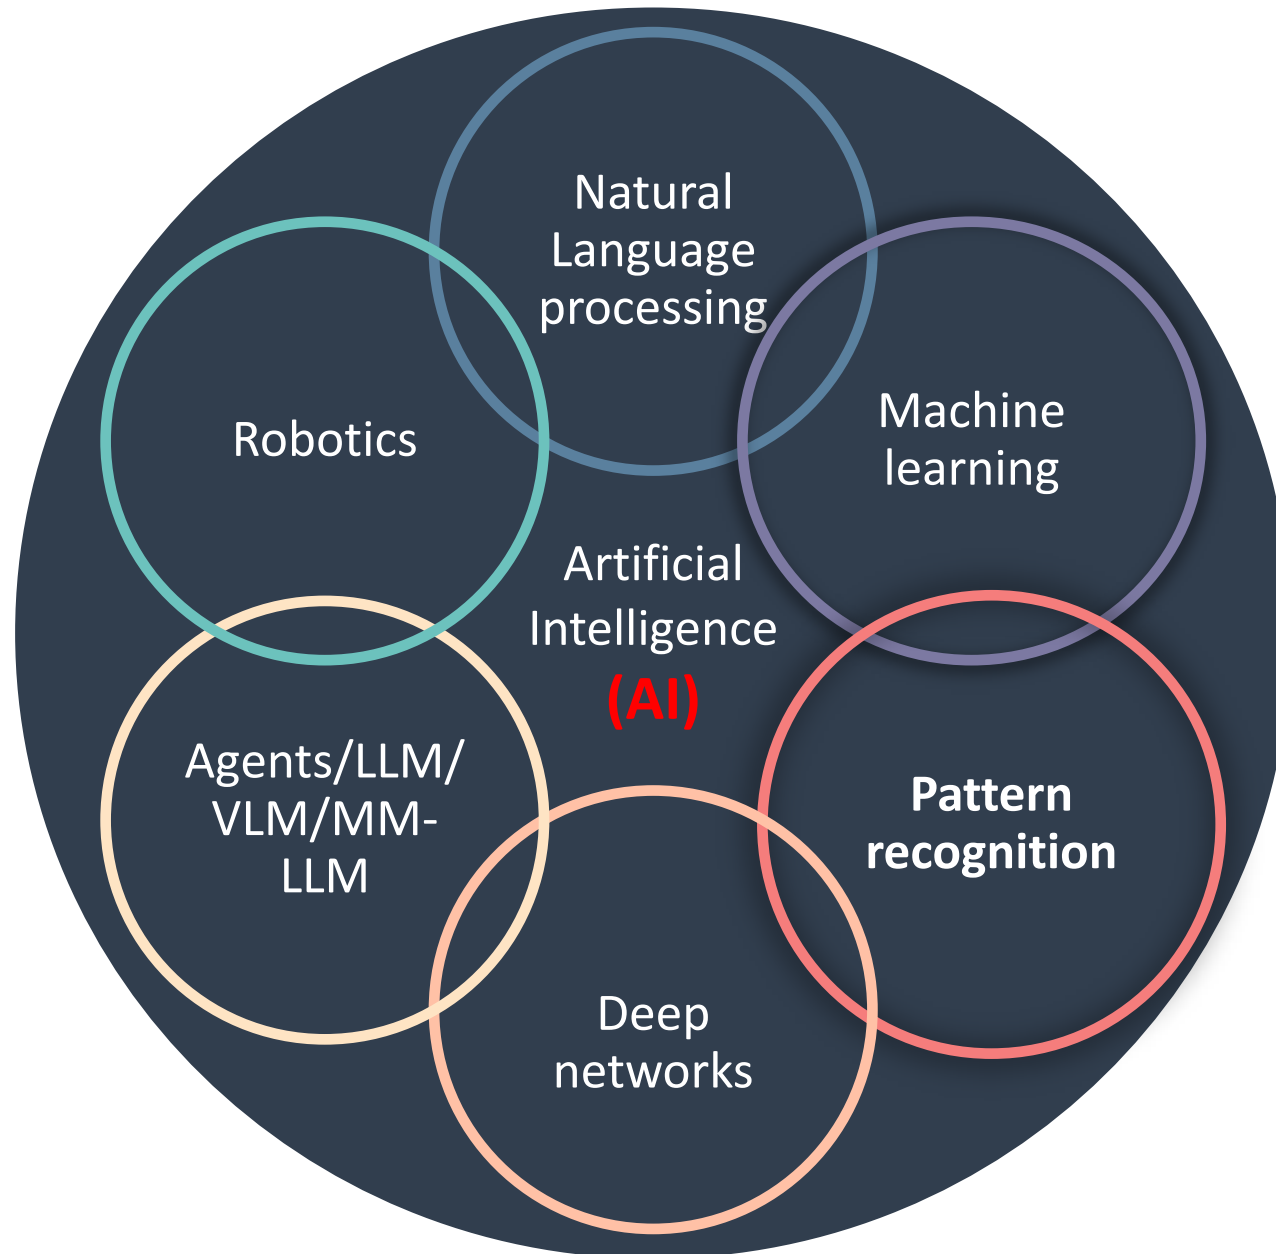 Natural
Language
processing
Machine
learning
Robotics
Artificial
Intelligence
(AI)
Agents/LLM/
VLM/MM-
LLM
Pattern
recognition
Deep
networks